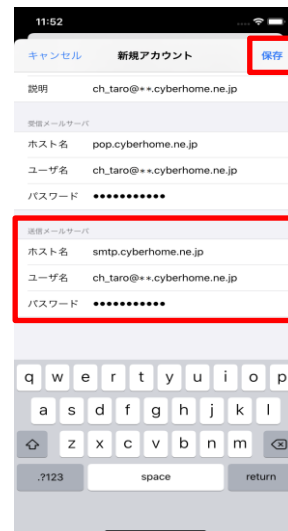 11:52
キャンセル 新規アカウント 保存
説明 ch_taro@**.cyberhome.ne.jp
受信メールサーバ
ホスト名 pop.cyberhome.ne.jp
ユーザ名 ch_taro@**.cyberhome.ne.jp
パスワード ●●●●●●●●●●●
送信メールサーバ
ホスト名 smtp.cyberhome.ne.jp
ユーザ名 ch_taro@**.cyberhome.ne.jp
パスワード ●●●●●●●●●●●
q w e r t y u i o p
a s d f g h j k l
z x c v b n m
.?123 space return